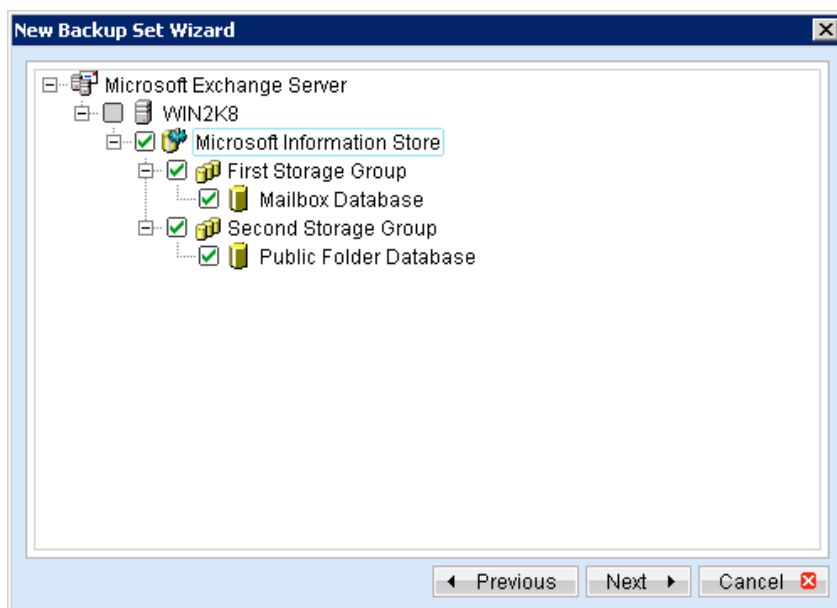 New Backup Set Wizard
Microsoft Exchange Server
WIN2K8
Microsoft Information Store
First Storage Group
Mailbox Database
Second Storage Group
Public Folder Database
Previous Next Cancel